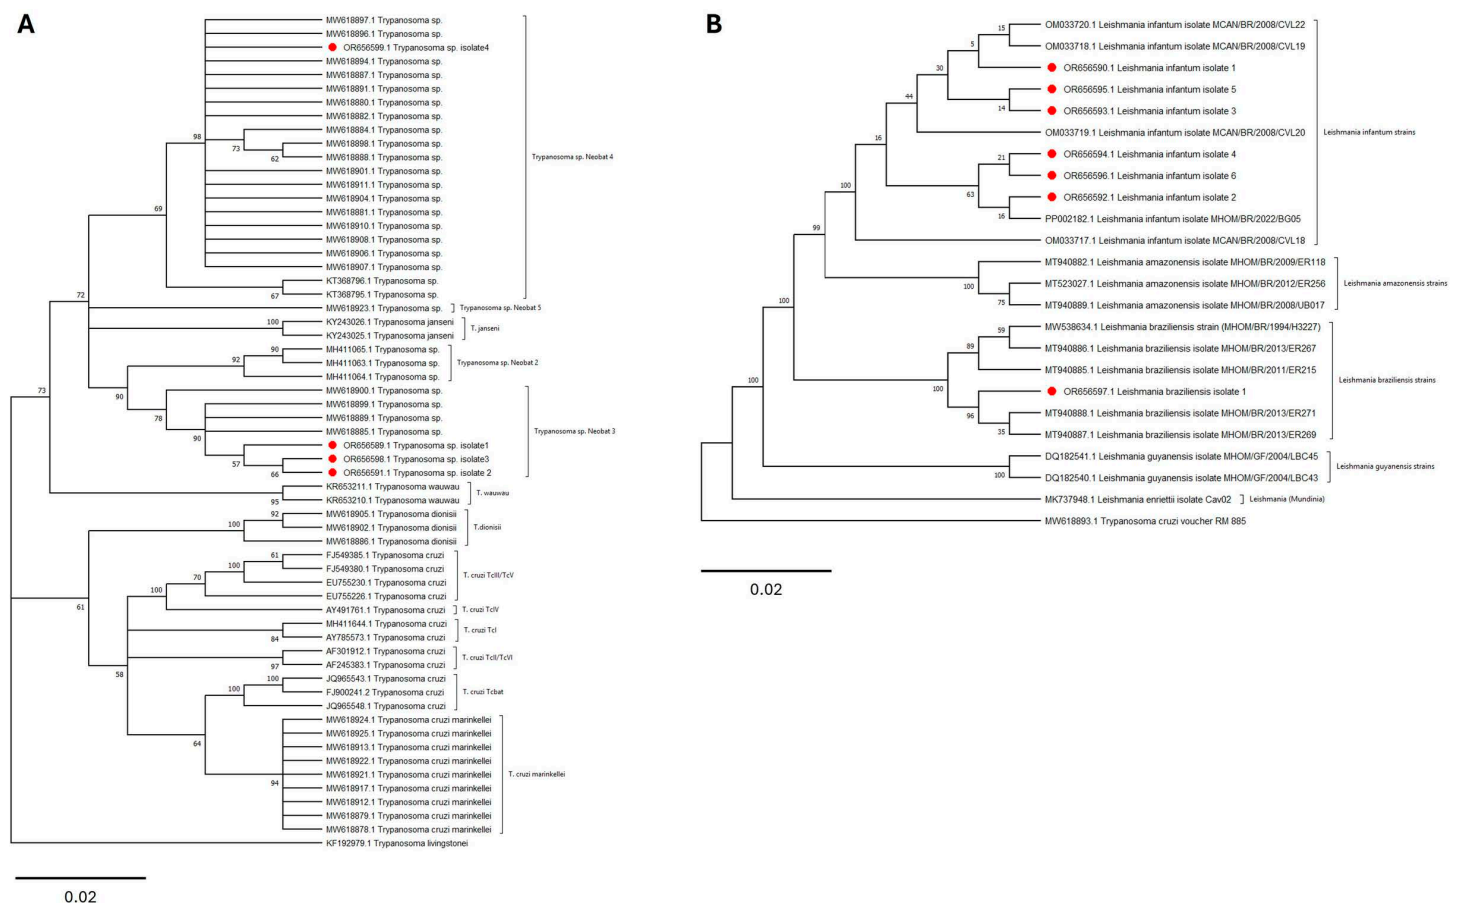 A
MW618897.1 Trypanosoma sp.
MW618896.1 Trypanosoma sp.
OR656599.1 Trypanosoma sp. isolate4
MW618894.1 Trypanosoma sp.
MW618887.1 Trypanosoma sp.
MW618891.1 Trypanosoma sp.
MW618880.1 Trypanosoma sp.
MW618882.1 Trypanosoma sp.
98
MW618884.1 Trypanosoma sp.
73
MW618898.1 Trypanosoma sp.
62
MW618888.1 Trypanosoma sp.
Trypanosoma sp. Neobat 4
MW618901.1 Trypanosoma sp.
MW618911.1 Trypanosoma sp.
MW618904.1 Trypanosoma sp.
69
MW618881.1 Trypanosoma sp.
MW618910.1 Trypanosoma sp.
MW618908.1 Trypanosoma sp.
MW618906.1 Trypanosoma sp.
MW618907.1 Trypanosoma sp.
KT368796.1 Trypanosoma sp.
67
KT368795.1 Trypanosoma sp.
72
MW618923.1 Trypanosoma sp.
Trypanosoma sp. Neobat 5
100
KY243026.1 Trypanosoma janseni
KY243025.1 Trypanosoma janseni
T. janseni
90
MH411065.1 Trypanosoma sp.
92
MH411063.1 Trypanosoma sp.
MH411064.1 Trypanosoma sp.
Trypanosoma sp. Neobat 2
73
90
MW618900.1 Trypanosoma sp.
78
MW618899.1 Trypanosoma sp.
MW618889.1 Trypanosoma sp.
90
MW618885.1 Trypanosoma sp.
Trypanosoma sp. Neobat 3
OR656589.1 Trypanosoma sp. isolate1
57
OR656598.1 Trypanosoma sp. isolate3
66
OR656591.1 Trypanosoma sp. isolate 2
KR653211.1 Trypanosoma wauwau
95
KR653210.1 Trypanosoma wauwau
T. wauwau
92
MW618905.1 Trypanosoma dionisii
100
MW618902.1 Trypanosoma dionisii
MW618886.1 Trypanosoma dionisii
T.dionisii
61
FJ549385.1 Trypanosoma cruzi
100
FJ549380.1 Trypanosoma cruzi
70
EU755230.1 Trypanosoma cruzi
100
EU755226.1 Trypanosoma cruzi
T. cruzi TcIII/TcV
61
AY491761.1 Trypanosoma cruzi
T. cruzi TcIV
MH411644.1 Trypanosoma cruzi
84
AY785573.1 Trypanosoma cruzi
T. cruzi TcI
AF301912.1 Trypanosoma cruzi
97
AF245383.1 Trypanosoma cruzi
T. cruzi TcII/TcVI
58
100
JQ965543.1 Trypanosoma cruzi
100
FJ900241.2 Trypanosoma cruzi
JQ965548.1 Trypanosoma cruzi
T. cruzi Tcbat
64
MW618924.1 Trypanosoma cruzi marinkellei
MW618925.1 Trypanosoma cruzi marinkellei
MW618913.1 Trypanosoma cruzi marinkellei
MW618922.1 Trypanosoma cruzi marinkellei
MW618921.1 Trypanosoma cruzi marinkellei
94
MW618917.1 Trypanosoma cruzi marinkellei
MW618912.1 Trypanosoma cruzi marinkellei
MW618879.1 Trypanosoma cruzi marinkellei
MW618878.1 Trypanosoma cruzi marinkellei
T. cruzi marinkellei
KF192979.1 Trypanosoma livingstonei
0.02
B
15
OM033720.1 Leishmania infantum isolate MCAN/BR/2008/CVL22
5
OM033718.1 Leishmania infantum isolate MCAN/BR/2008/CVL19
30
OR656590.1 Leishmania infantum isolate 1
44
OR656595.1 Leishmania infantum isolate 5
14
OR656593.1 Leishmania infantum isolate 3
16
OM033719.1 Leishmania infantum isolate MCAN/BR/2008/CVL20
Leishmania infantum strains
21
OR656594.1 Leishmania infantum isolate 4
100
OR656596.1 Leishmania infantum isolate 6
63
OR656592.1 Leishmania infantum isolate 2
16
PP002182.1 Leishmania infantum isolate MHOM/BR/2022/BG05
99
OM033717.1 Leishmania infantum isolate MCAN/BR/2008/CVL18
MT940882.1 Leishmania amazonensis isolate MHOM/BR/2009/ER118
100
MT523027.1 Leishmania amazonensis isolate MHOM/BR/2012/ER256
75
MT940889.1 Leishmania amazonensis isolate MHOM/BR/2008/UB017
Leishmania amazonensis strains
100
59
MW538634.1 Leishmania braziliensis strain (MHOM/BR/1994/H3227)
89
MT940886.1 Leishmania braziliensis isolate MHOM/BR/2013/ER267
MT940885.1 Leishmania braziliensis isolate MHOM/BR/2011/ER215
Leishmania braziliensis strains
100
100
OR656597.1 Leishmania braziliensis isolate 1
96
MT940888.1 Leishmania braziliensis isolate MHOM/BR/2013/ER271
35
MT940887.1 Leishmania braziliensis isolate MHOM/BR/2013/ER269
DQ182541.1 Leishmania guyanensis isolate MHOM/GF/2004/LBC45
100
DQ182540.1 Leishmania guyanensis isolate MHOM/GF/2004/LBC43
Leishmania guyanensis strains
MK737948.1 Leishmania enriettii isolate Cav02
Leishmania (Mundinia)
MW618893.1 Trypanosoma cruzi voucher RM 885
0.02